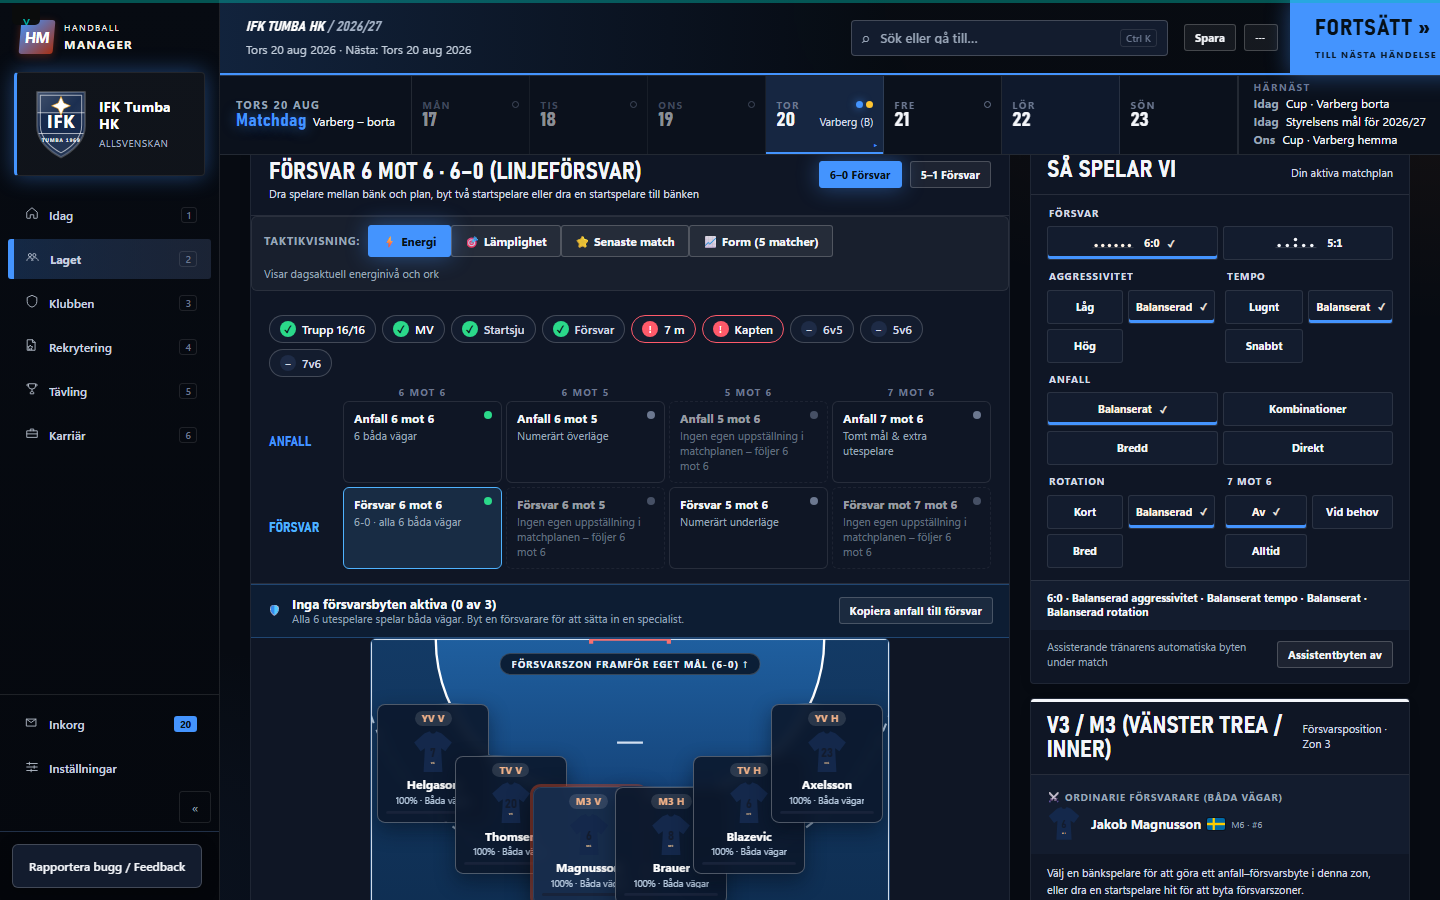 HM
HANDBALL
MANAGER
IFK TUMBA HK / 2026/27
Tors 20 aug 2026 · Nästa: Tors 20 aug 2026
Sök eller gå till...
Ctrl K
Spara
FORTSÄTT »
TILL NÄSTA HÄNDELSE
IFK
TUMBA
IFK Tumba
HK
ALLSVENSKAN
Idag 1
Laget 2
Klubben 3
Rekrytering 4
Tävling 5
Karriär 6
Inkorg 20
Inställningar
«
Rapportera bugg / Feedback
TORS 20 AUG
Matchdag Varberg – borta
MÅN
17
TIS
18
ONS
19
TOR
20 Varberg (B)
FRE
21
LÖR
22
SÖN
23
HÄRNÄST
Idag Cup · Varberg borta
Idag Styrelsens mål för 2026/27
Ons Cup · Varberg hemma
FÖRSVAR 6 MOT 6 · 6–0 (LINJEFÖRSVAR)
Dra spelare mellan bänk och plan, byt två startspelare eller dra en startspelare till bänken
6–0 Försvar
5–1 Försvar
TAKTIKVISNING:
Energi
Lämplighet
Senaste match
Form (5 matcher)
Visar dagsaktuell energinivå och ork
Trupp 16/16
MV
Startsju
Försvar
7 m
Kapten
6v5
5v6
7v6
6 MOT 6
6 MOT 5
5 MOT 6
7 MOT 6
ANFALL
Anfall 6 mot 6
6 båda vägar
Anfall 6 mot 5
Numerärt överläge
Anfall 5 mot 6
Ingen egen uppställning i
matchplanen – följer 6
mot 6
Anfall 7 mot 6
Tomt mål & extra
utespelare
FÖRSVAR
Försvar 6 mot 6
6-0 · alla 6 båda vägar
Försvar 6 mot 5
Ingen egen uppställning i
matchplanen – följer 6
mot 6
Försvar 5 mot 6
Numerärt underläge
Försvar mot 7 mot 6
Ingen egen uppställning i
matchplanen – följer 6
mot 6
Inga försvarsbyten aktiva (0 av 3)
Alla 6 utespelare spelar båda vägar. Byt en försvarare för att sätta in en specialist.
Kopiera anfall till försvar
FÖRSVARSZON FRAMFÖR EGET MÅL (6-0) ↑
YV V
Helgason
100% · Båda vä
TV V
Thomsen
100% · Båda vä
M3 V
Magnusso
100% · Båda väg
M3 H
Brauer
100% · Båda vägar
TV H
Blazevic
100% · Båda vägar
YV H
Axelsson
100% · Båda vägar
SÅ SPELAR VI
Din aktiva matchplan
FÖRSVAR
6:0 ✓
5:1
AGGRESSIVITET
Låg
Balanserad ✓
Hög
TEMPO
Lugnt
Balanserat ✓
Snabbt
ANFALL
Balanserat ✓
Kombinationer
Bredd
Direkt
ROTATION
Kort
Balanserad ✓
Bred
7 MOT 6
Av ✓
Vid behov
Alltid
6:0 · Balanserad aggressivitet · Balanserat tempo · Balanserat ·
Balanserad rotation
Assisterande tränarens automatiska byten
under match
Assistentbyten av
V3 / M3 (VÄNSTER TREA /
INNER)
Försvarsposition ·
Zon 3
ORDINARIE FÖRSVARARE (BÅDA VÄGAR)
Jakob Magnusson M6 · #6
Välj en bänkspelare för att göra ett anfall–försvarsbyte i denna zon,
eller dra en startspelare hit för att byta försvarszoner.